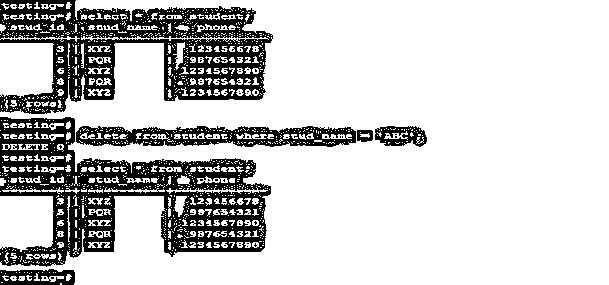 testing=#
testing=# select * from student;
stud_id | stud_name | phone
3 | XYZ | 123456678
5 | PQR | 987654321
6 | XYZ | 1234567890
8 | PQR | 987654321
9 | XYZ | 1234567890
(5 rows)
testing=#
testing=# delete from student where stud_name = 'ABC';
DELETE 0
testing=#
testing=# select * from student;
stud_id | stud_name | phone
3 | XYZ | 123456678
5 | PQR | 987654321
6 | XYZ | 1234567890
8 | PQR | 987654321
9 | XYZ | 1234567890
(5 rows)
testing=#